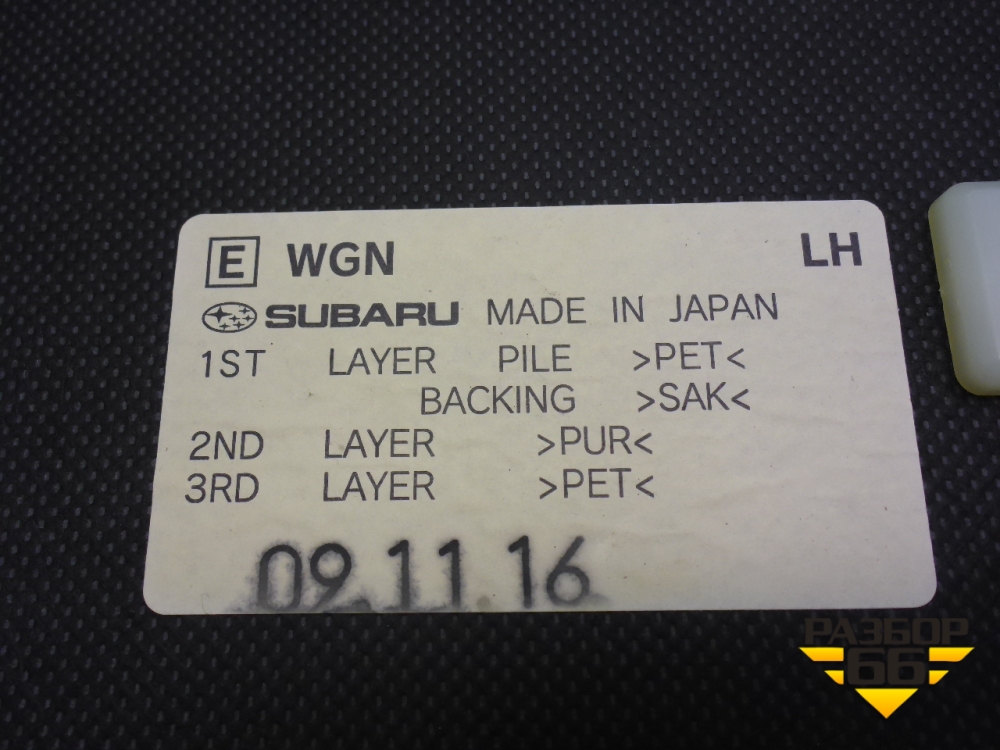 E WGN LH
SUBARU MADE IN JAPAN
1ST LAYER PILE >PET<
BACKING >SAK<
2ND LAYER >PUR<
3RD LAYER >PET<
09.11.16
РАЗБОР
66